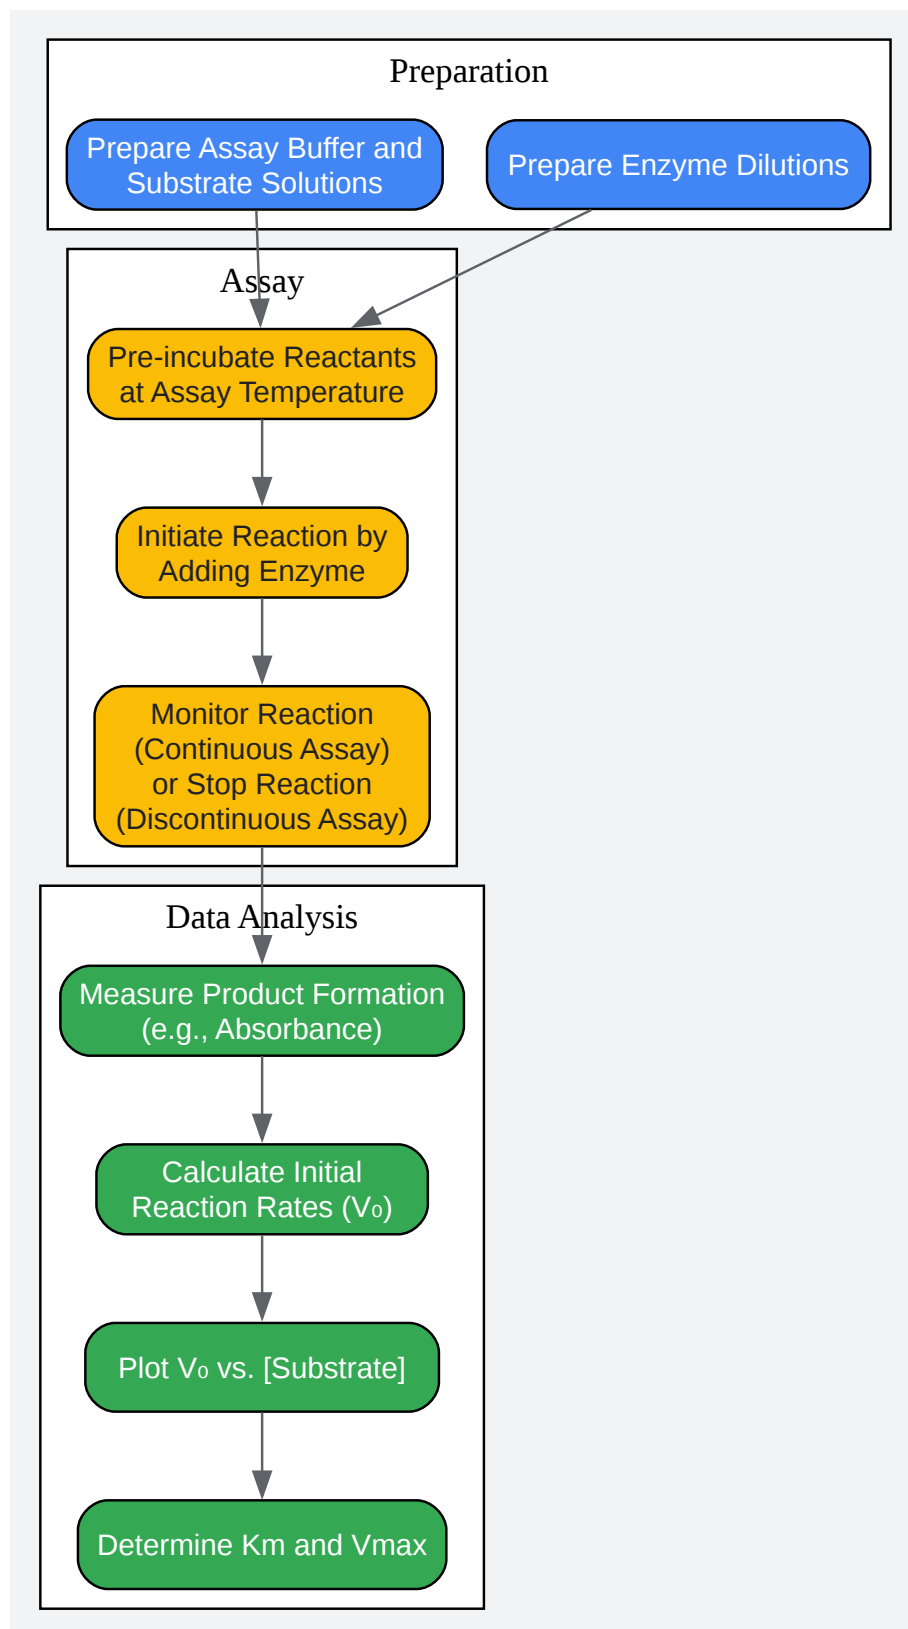 Preparation
Prepare Assay Buffer and
Substrate Solutions
Prepare Enzyme Dilutions
Assay
Pre-incubate Reactants
at Assay Temperature
Initiate Reaction by
Adding Enzyme
Monitor Reaction
(Continuous Assay)
or Stop Reaction
(Discontinuous Assay)
Data Analysis
Measure Product Formation
(e.g., Absorbance)
Calculate Initial
Reaction Rates (V₀)
Plot V₀ vs. [Substrate]
Determine Km and Vmax